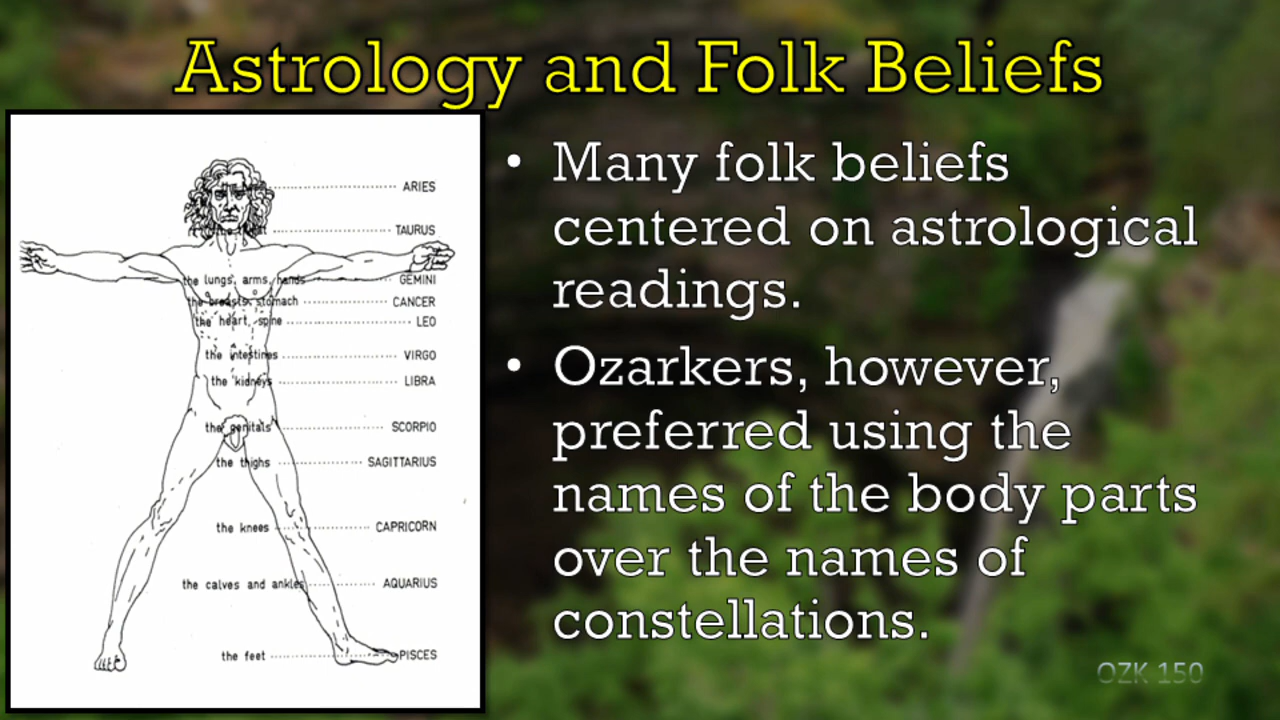 Astrology and Folk Beliefs
ARIES
TAURUS
the lungs, arms, hands GEMINI
the breasts, stomach CANCER
the heart, spine LEO
the intestines VIRGO
the kidneys LIBRA
the genitals SCORPIO
the thighs SAGITTARIUS
the knees CAPRICORN
the calves and ankles AQUARIUS
the feet PISCES
• Many folk beliefs
centered on astrological
readings.
• Ozarkers, however,
preferred using the
names of the body parts
over the names of
constellations.
OZK 150